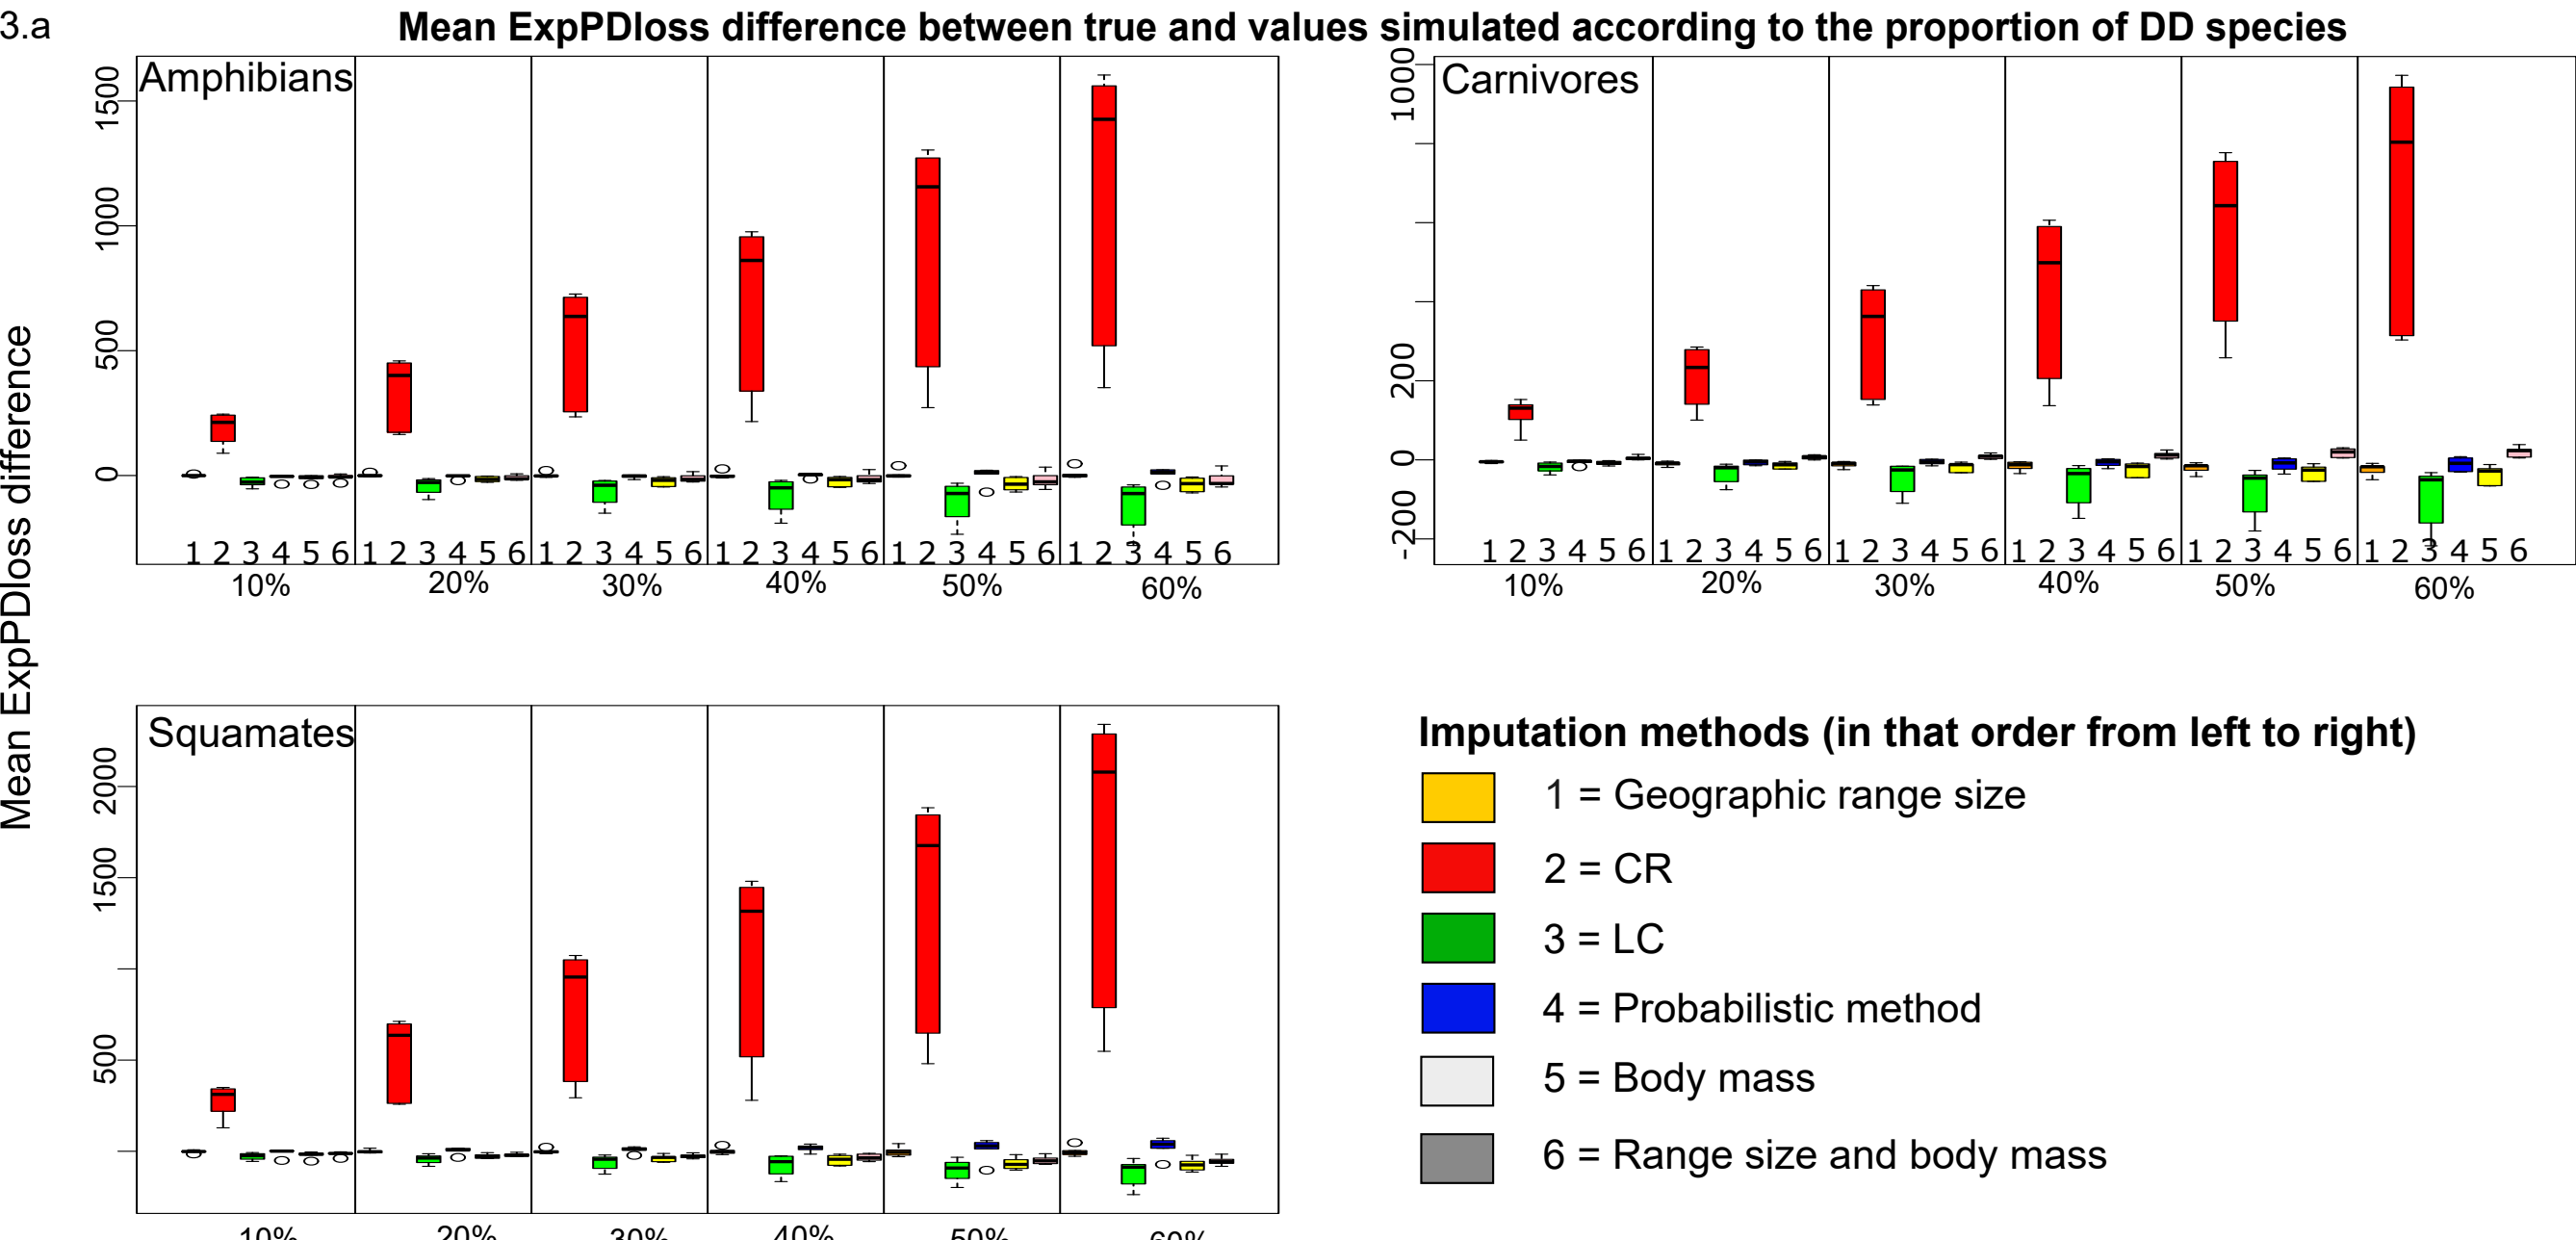 3.a
Mean ExpPDloss difference between true and values simulated according to the proportion of DD species
Mean ExpPDloss difference
Amphibians
1500
1000
500
0
1 2 3 4 5 6 1 2 3 4 5 6 1 2 3 4 5 6 1 2 3 4 5 6 1 2 3 4 5 6 1 2 3 4 5 6
10% 20% 30% 40% 50% 60%
Carnivores
1000
200
0
-200
1 2 3 4 5 6 1 2 3 4 5 6 1 2 3 4 5 6 1 2 3 4 5 6 1 2 3 4 5 6 1 2 3 4 5 6
10% 20% 30% 40% 50% 60%
Squamates
2000
1500
500
10% 20% 30% 40% 50% 60%
Imputation methods (in that order from left to right)
1 = Geographic range size
2 = CR
3 = LC
4 = Probabilistic method
5 = Body mass
6 = Range size and body mass